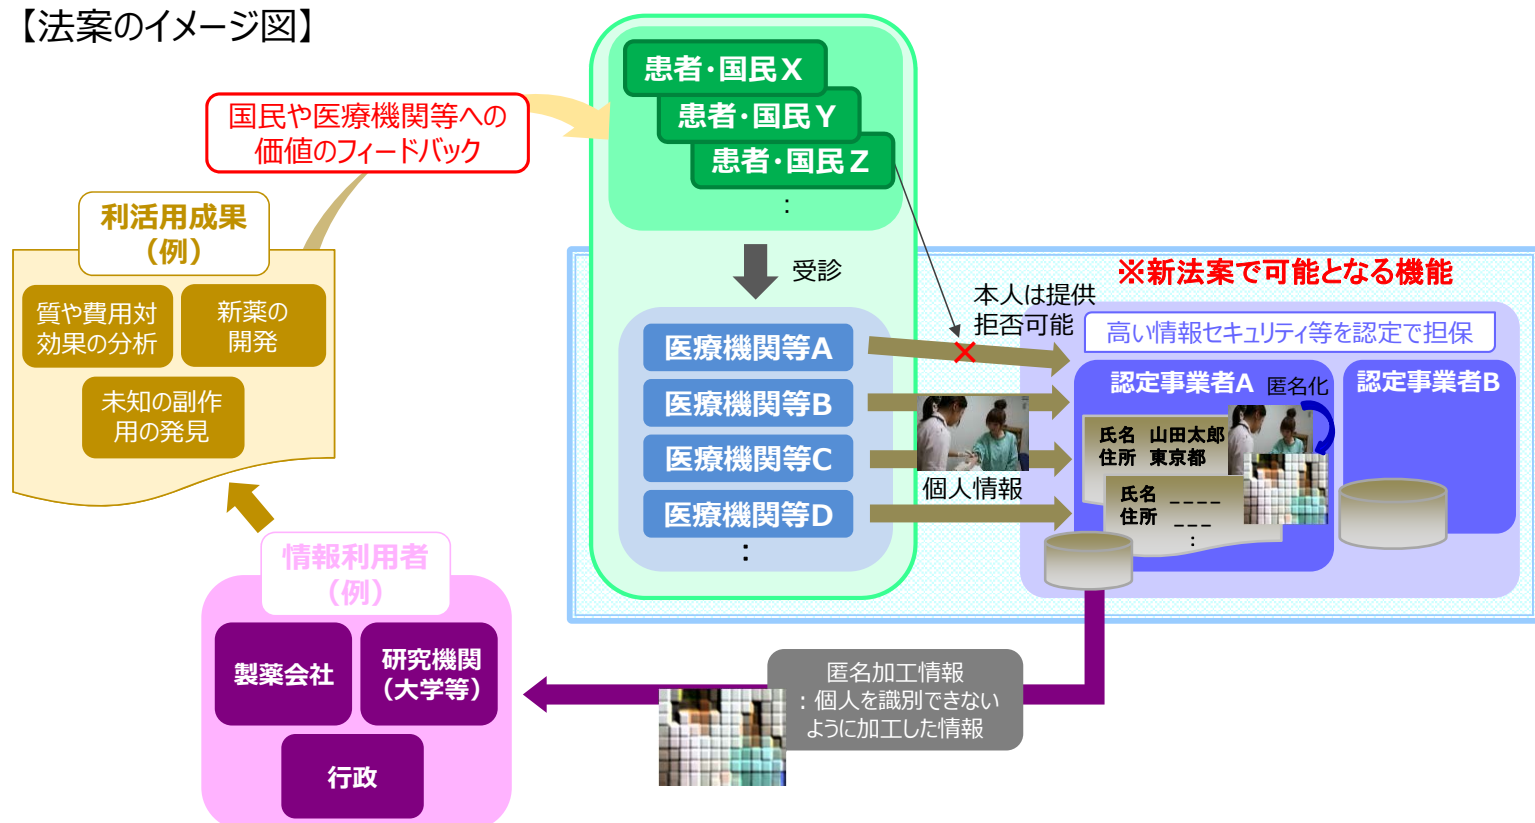 【法案のイメージ図】
患者・国民X
患者・国民Y
患者・国民Z
:
国民や医療機関等への
価値のフィードバック
利活用成果
（例）
質や費用対
効果の分析
新薬の
開発
未知の副作
用の発見
受診
※新法案で可能となる機能
本人は提供
拒否可能
高い情報セキュリティ等を認定で担保
医療機関等A
医療機関等B
医療機関等C
医療機関等D
:
個人情報
認定事業者A
匿名化
認定事業者B
氏名 山田太郎
住所 東京都
氏名 ＿＿＿＿
住所 ＿＿＿
:
情報利用者
（例）
製薬会社
研究機関
（大学等）
行政
匿名加工情報
：個人を識別できない
ように加工した情報